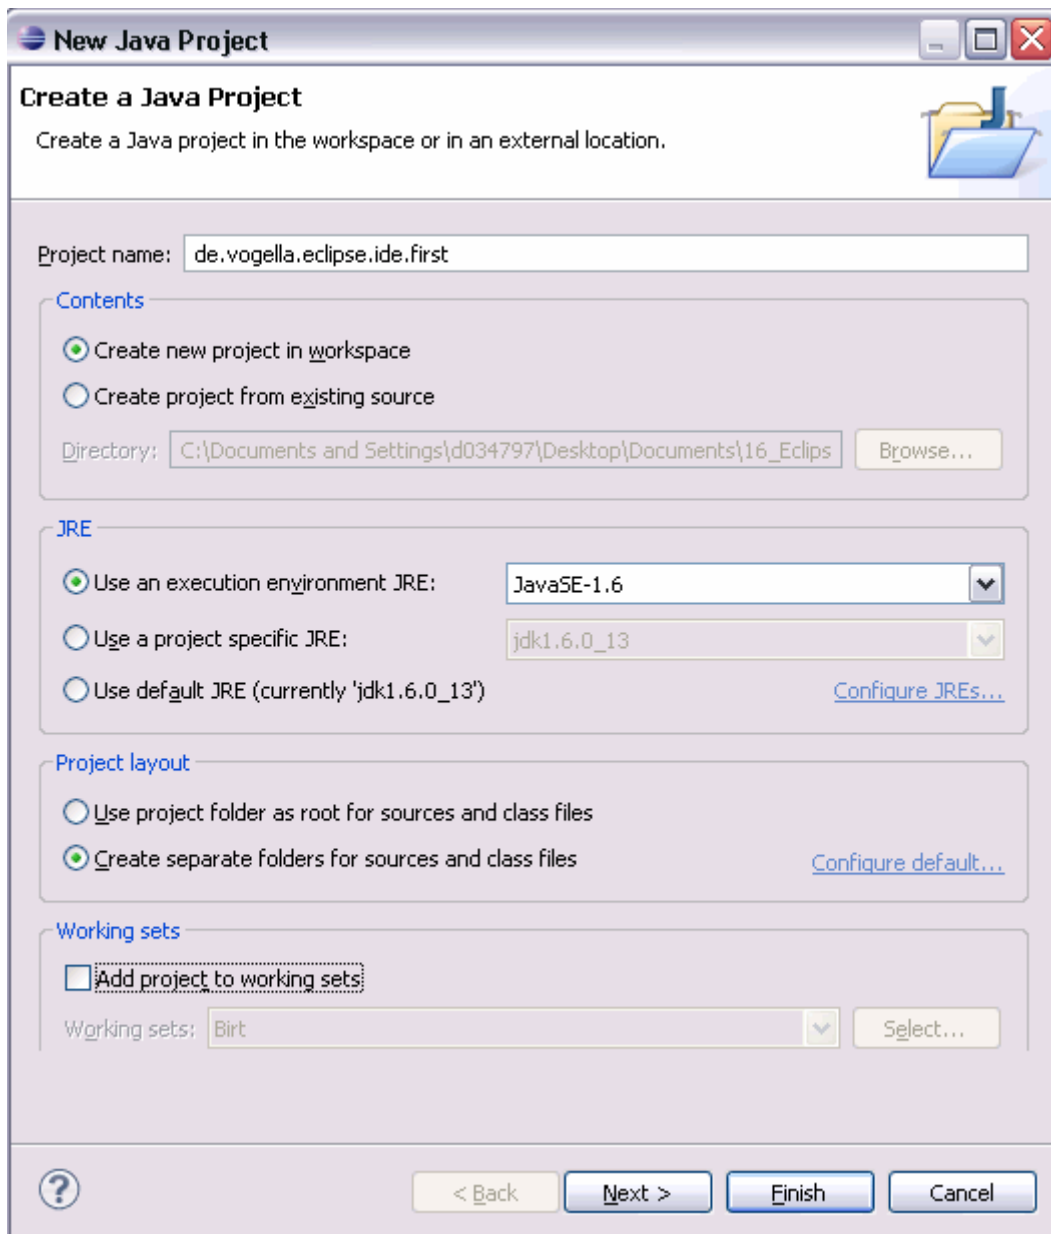 New Java Project
Create a Java Project
Create a Java project in the workspace or in an external location.
Project name: de.vogella.eclipse.ide.first
Contents
Create new project in workspace
Create project from existing source
Directory: C:\Documents and Settings\d034797\Desktop\Documents\16_Eclips Browse...
JRE
Use an execution environment JRE: JavaSE-1.6
Use a project specific JRE: jdk1.6.0_13
Use default JRE (currently 'jdk1.6.0_13') Configure JREs...
Project layout
Use project folder as root for sources and class files
Create separate folders for sources and class files Configure default...
Working sets
Add project to working sets
Working sets: Birt Select...
? < Back Next > Finish Cancel